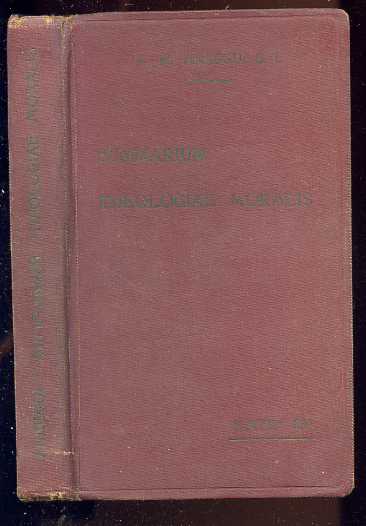 A. M. ARREGUI, S. I.
SUMMARIUM
THEOLOGIAE MORALIS
ARREGUI - SUMMARIUM THEOLOGIAE MORALIS